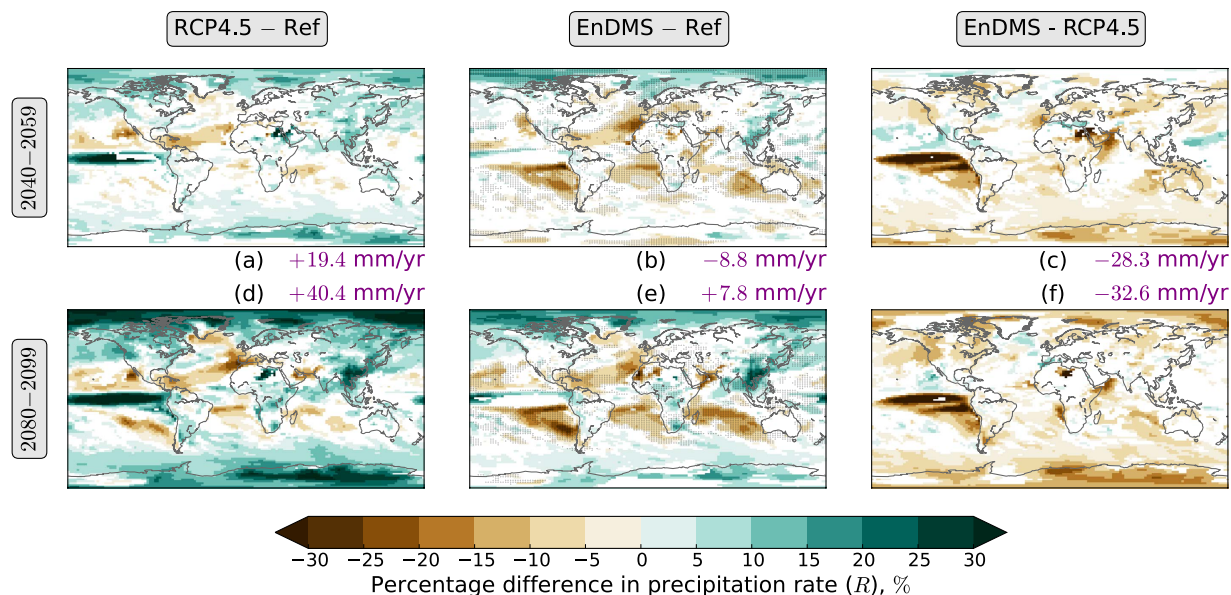 RCP4.5 − Ref
EnDMS − Ref
EnDMS - RCP4.5
2040−2059
(a) +19.4 mm/yr
(b) −8.8 mm/yr
(c) −28.3 mm/yr
(d) +40.4 mm/yr
(e) +7.8 mm/yr
(f) −32.6 mm/yr
2080−2099
−30 −25 −20 −15 −10 −5 0 5 10 15 20 25 30
Percentage difference in precipitation rate (R), %